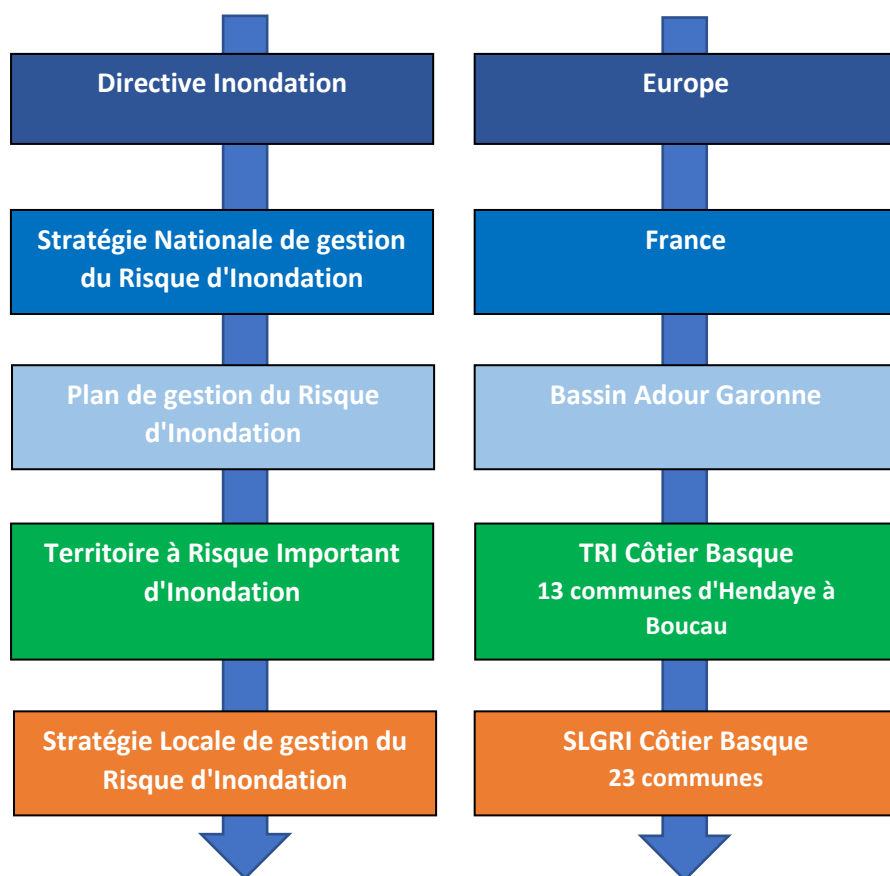 Directive Inondation
Europe
Stratégie Nationale de gestion
du Risque d'Inondation
France
Plan de gestion du Risque
d'Inondation
Bassin Adour Garonne
Territoire à Risque Important
d'Inondation
TRI Côtier Basque
13 communes d'Hendaye à
Boucau
Stratégie Locale de gestion du
Risque d'Inondation
SLGRI Côtier Basque
23 communes